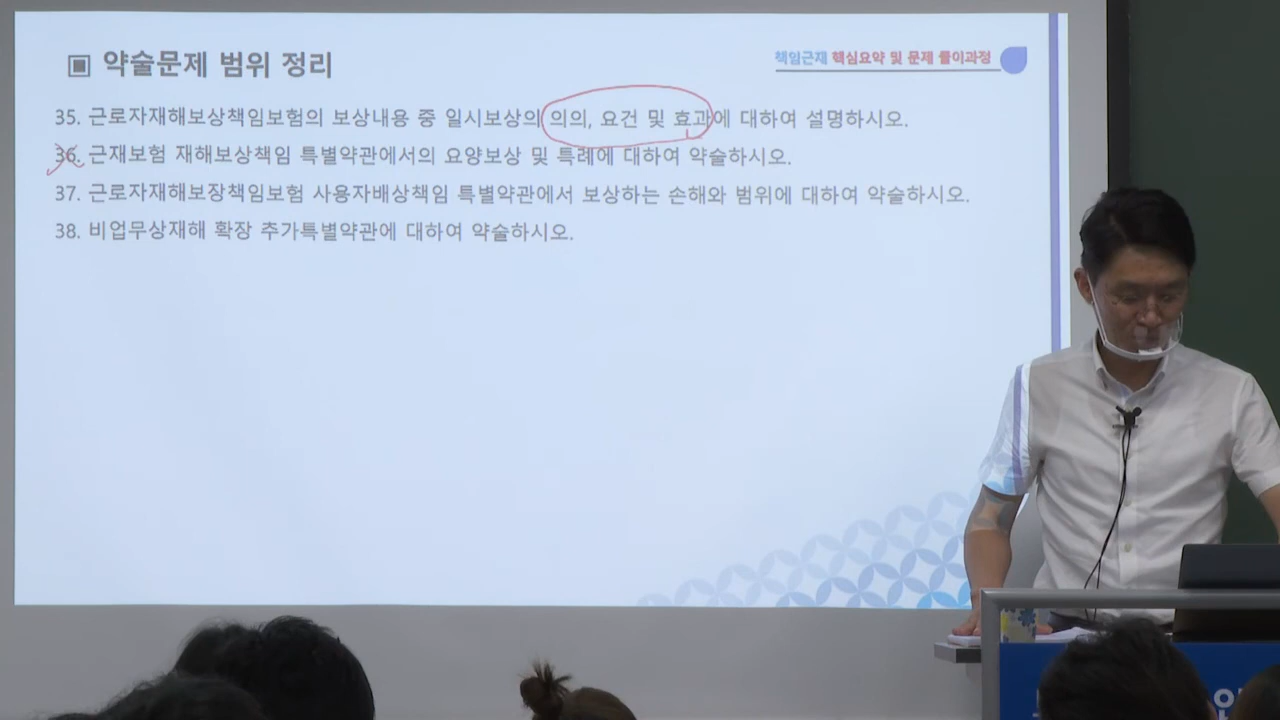 ▣ 약술문제 범위 정리
책임근재 핵심요약 및 문제 풀이과정
35. 근로자재해보상책임보험의 보상내용 중 일시보상의 의의, 요건 및 효과에 대하여 설명하시오.
36. 근재보험 재해보상책임 특별약관에서의 요양보상 및 특례에 대하여 약술하시오.
37. 근로자재해보장책임보험 사용자배상책임 특별약관에서 보상하는 손해와 범위에 대하여 약술하시오.
38. 비업무상재해 확장 추가특별약관에 대하여 약술하시오.